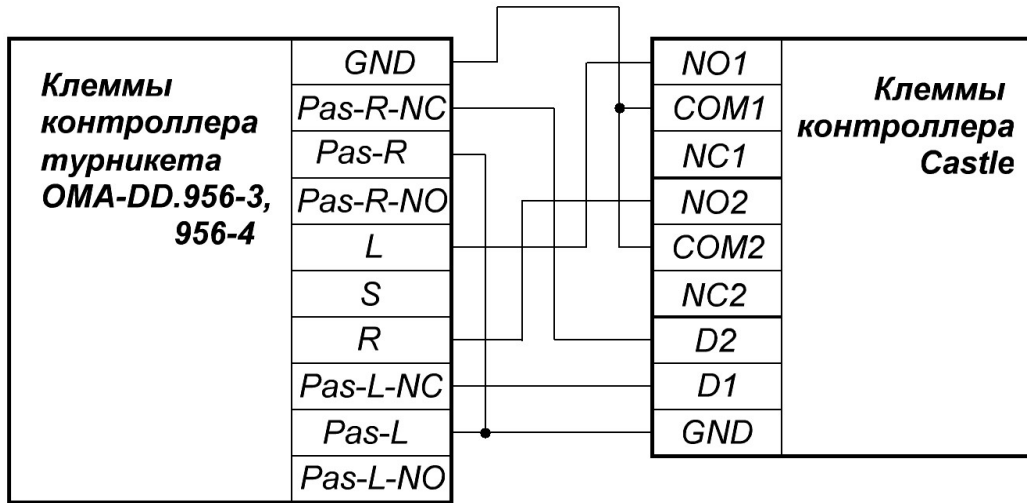 Клеммы
контроллера
турникета
OMA-DD.956-3,
956-4
GND
Pas-R-NC
Pas-R
Pas-R-NO
L
S
R
Pas-L-NC
Pas-L
Pas-L-NO
NO1
COM1
NC1
NO2
COM2
NC2
D2
D1
GND
Клеммы
контроллера
Castle